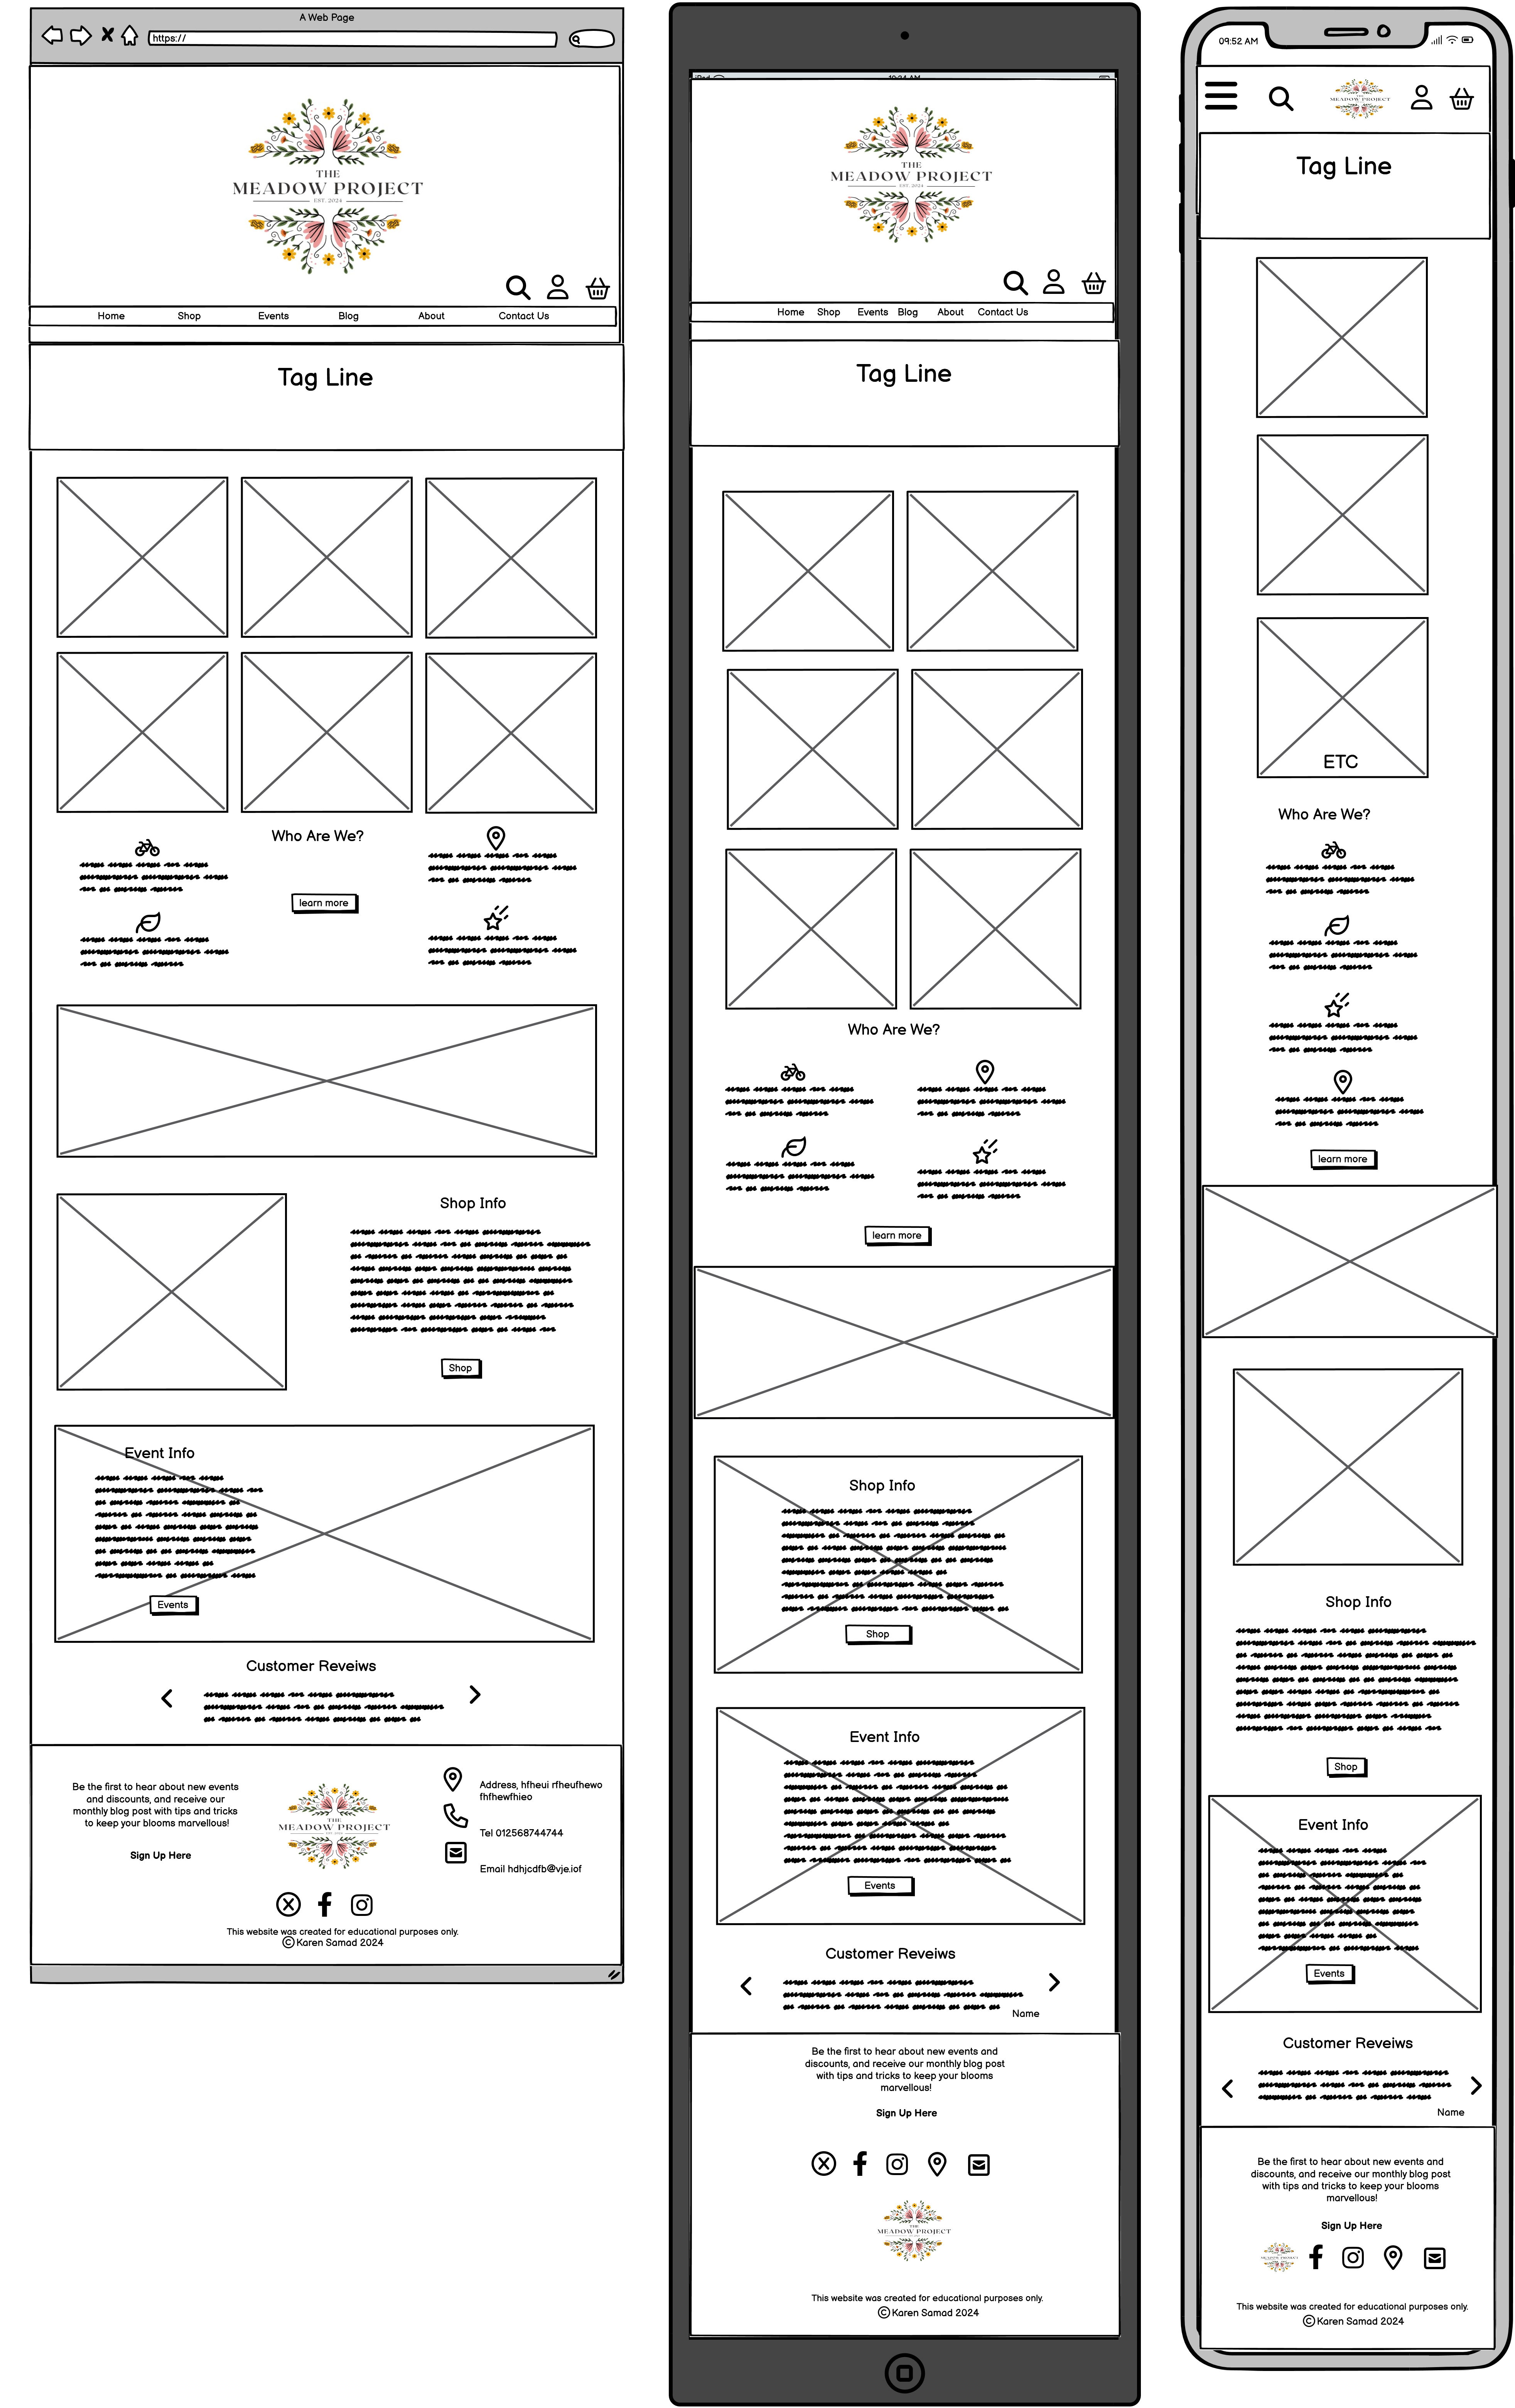 A Web Page
https://
THE
MEADOW PROJECT
EST. 2024
Home Shop Events Blog About Contact Us
Tag Line
Who Are We?
learn more
Shop Info
Shop
Event Info
Events
Customer Reveiws
Be the first to hear about new events
and discounts, and receive our
monthly blog post with tips and tricks
to keep your blooms marvellous!
Sign Up Here
THE
MEADOW PROJECT
Address, hfheui rfheufhewo
fhfhewfhieo
Tel 012568744744
Email hdhjcdfb@vje.iof
This website was created for educational purposes only.
© Karen Samad 2024
THE
MEADOW PROJECT
EST. 2024
Home Shop Events Blog About Contact Us
Tag Line
Who Are We?
learn more
Shop Info
Shop
Event Info
Events
Customer Reveiws
Name
Be the first to hear about new events and
discounts, and receive our monthly blog post
with tips and tricks to keep your blooms
marvellous!
Sign Up Here
THE
MEADOW PROJECT
This website was created for educational purposes only.
© Karen Samad 2024
09:52 AM
THE
MEADOW PROJECT
Tag Line
ETC
Who Are We?
learn more
Shop Info
Shop
Event Info
Events
Customer Reveiws
Name
Be the first to hear about new events and
discounts, and receive our monthly blog post
with tips and tricks to keep your blooms
marvellous!
Sign Up Here
MEADOW PROJECT
This website was created for educational purposes only.
© Karen Samad 2024